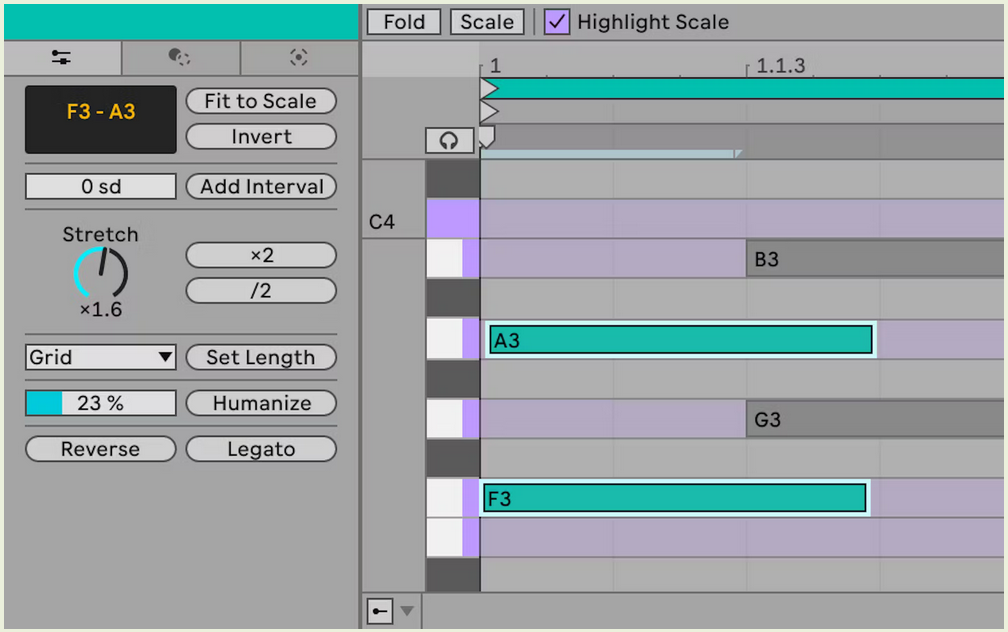 Fold Scale Highlight Scale
1 1.1.3
F3 - A3
Fit to Scale
Invert
0 sd Add Interval
Stretch
×1.6
×2
/2
Grid Set Length
23 % Humanize
Reverse Legato
C4
B3
A3
G3
F3